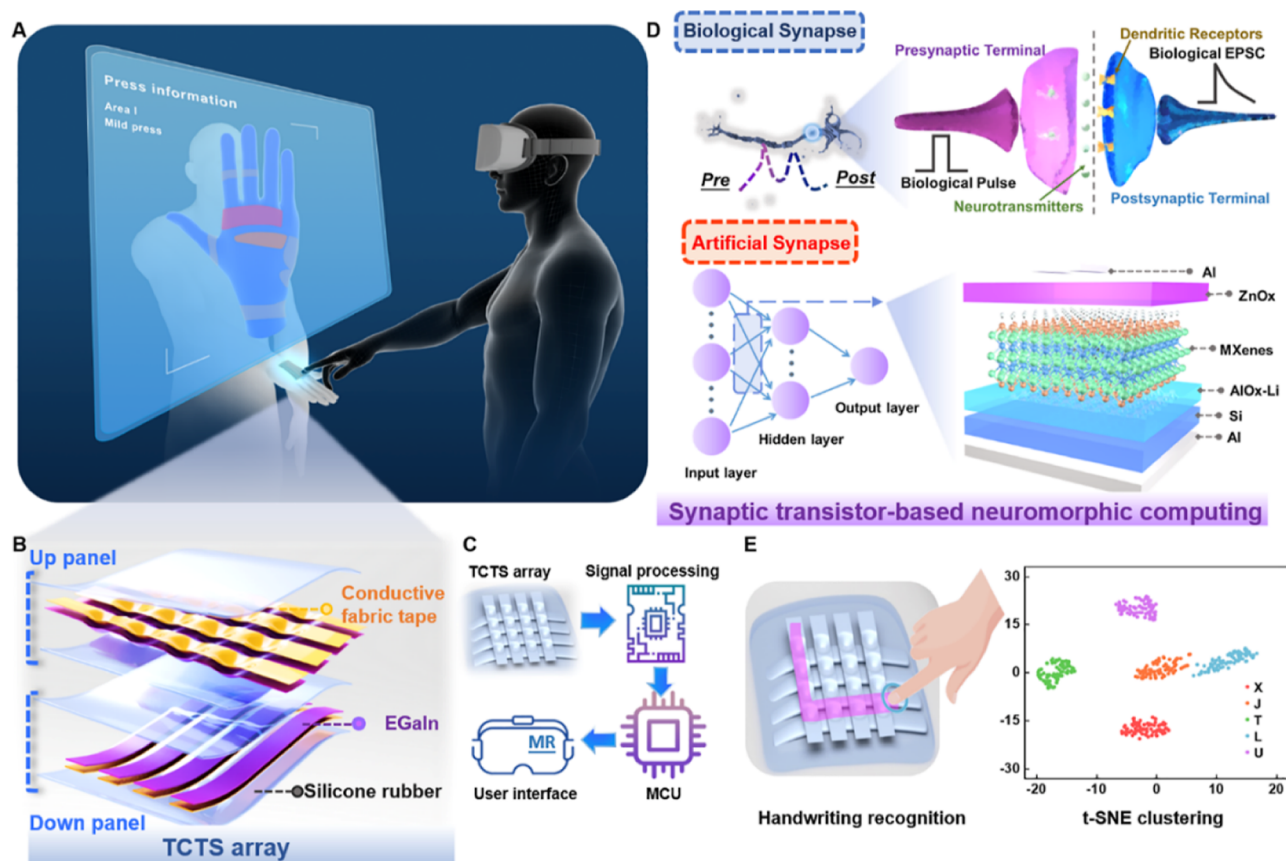 A
Press information
Area I
Mild press
B
Up panel
Conductive
fabric tape
EGaIn
Silicone rubber
Down panel
TCTS array
C
TCTS array
Signal processing
MR
User interface
MCU
D
Biological Synapse
Presynaptic Terminal
Dendritic Receptors
Biological EPSC
Pre
Post
Biological Pulse
Neurotransmitters
Postsynaptic Terminal
Artificial Synapse
Input layer
Hidden layer
Output layer
Al
ZnOx
MXenes
AlOx-Li
Si
Al
Synaptic transistor-based neuromorphic computing
E
Handwriting recognition
30
15
0
-15
-30
-20
-10
0
10
20
X
J
T
L
U
t-SNE clustering